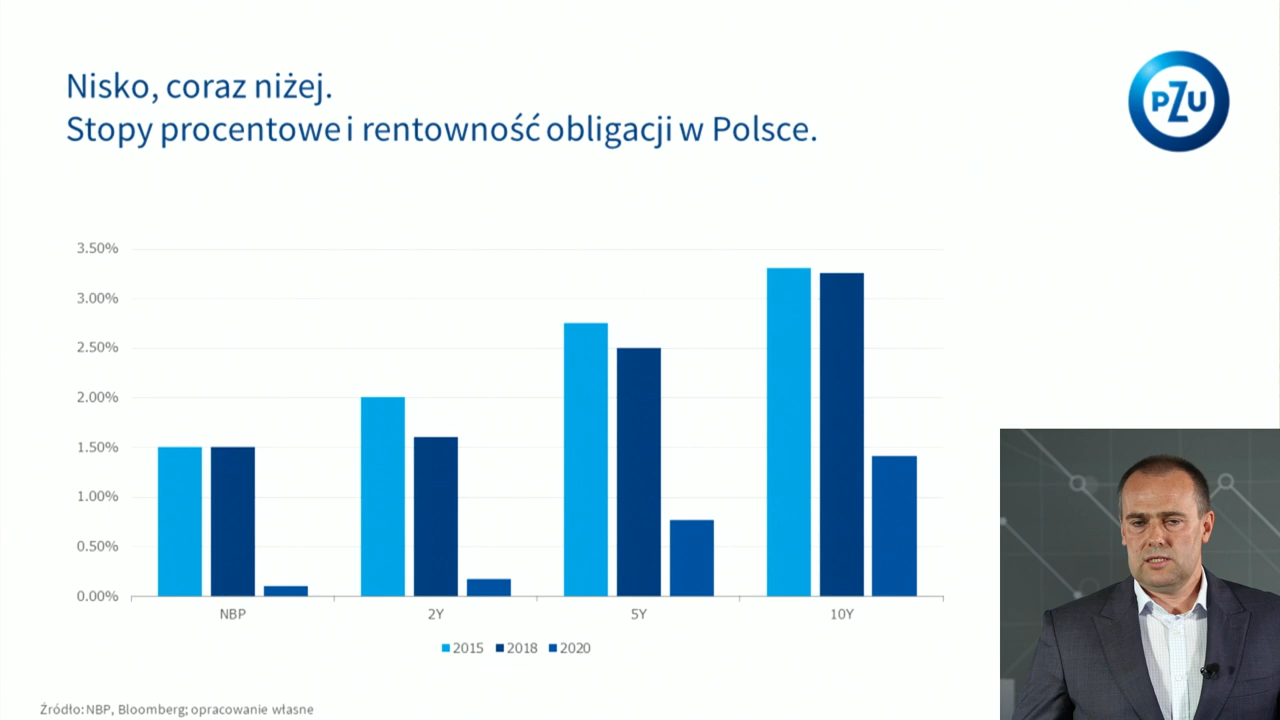 Nisko, coraz niżej.
Stopy procentowe i rentowność obligacji w Polsce.
PZU
3.50%
3.00%
2.50%
2.00%
1.50%
1.00%
0.50%
0.00%
NBP 2Y 5Y 10Y
2015 2018 2020
Źródło: NBP, Bloomberg; opracowanie własne